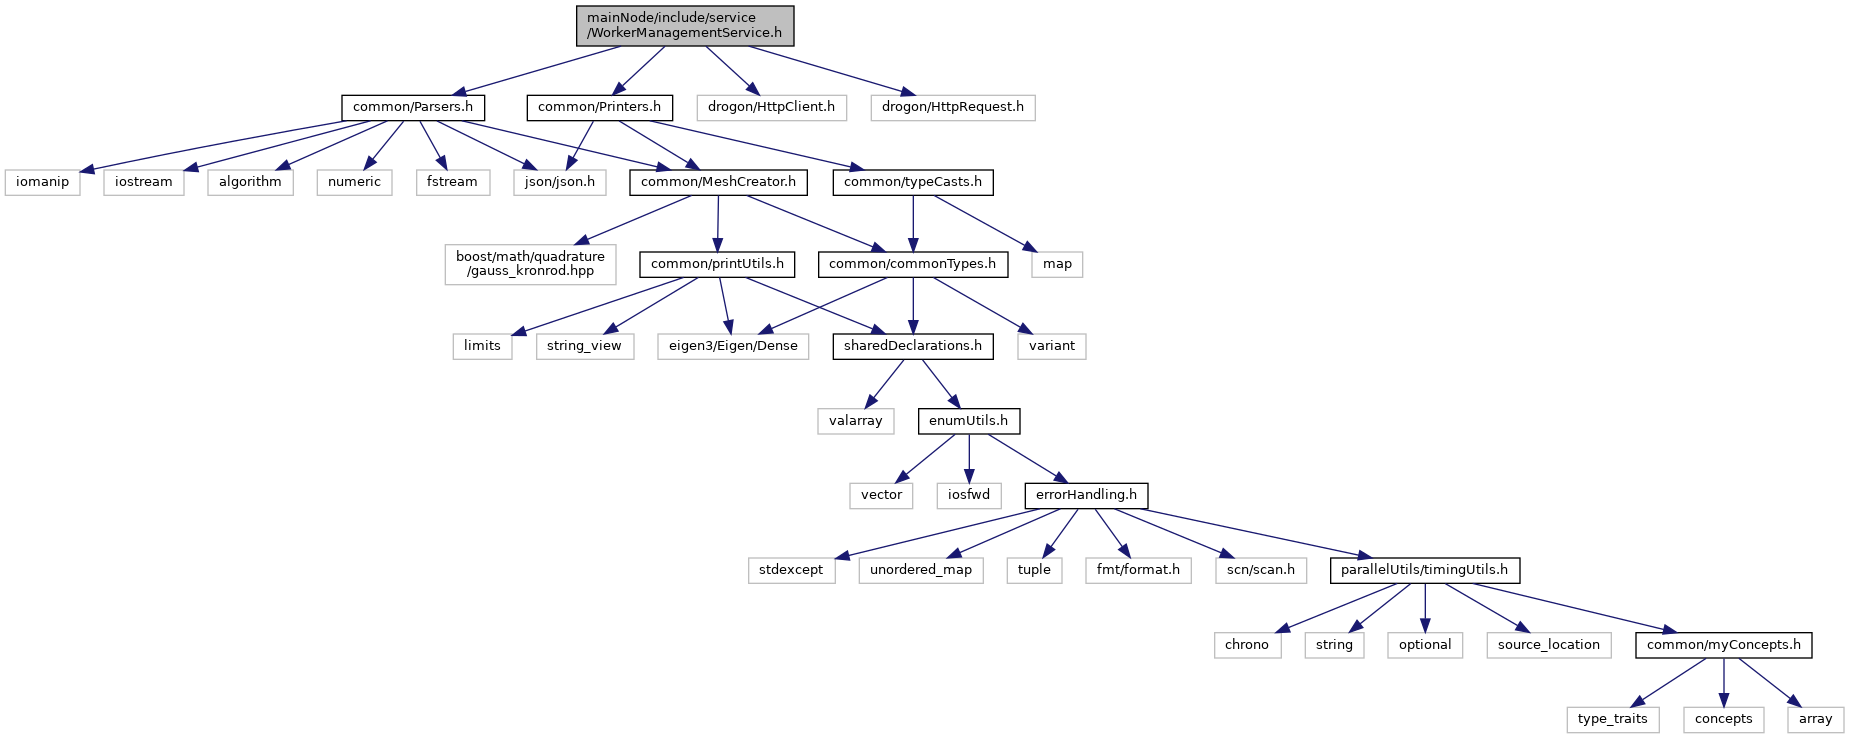 mainNode/include/service
/WorkerManagementService.h
common/Parsers.h
common/Printers.h
drogon/HttpClient.h
drogon/HttpRequest.h
iomanip
iostream
algorithm
numeric
fstream
json/json.h
common/MeshCreator.h
common/typeCasts.h
boost/math/quadrature
/gauss_kronrod.hpp
common/printUtils.h
common/commonTypes.h
map
limits
string_view
eigen3/Eigen/Dense
sharedDeclarations.h
variant
valarray
enumUtils.h
vector
iosfwd
errorHandling.h
stdexcept
unordered_map
tuple
fmt/format.h
scn/scan.h
parallelUtils/timingUtils.h
chrono
string
optional
source_location
common/myConcepts.h
type_traits
concepts
array